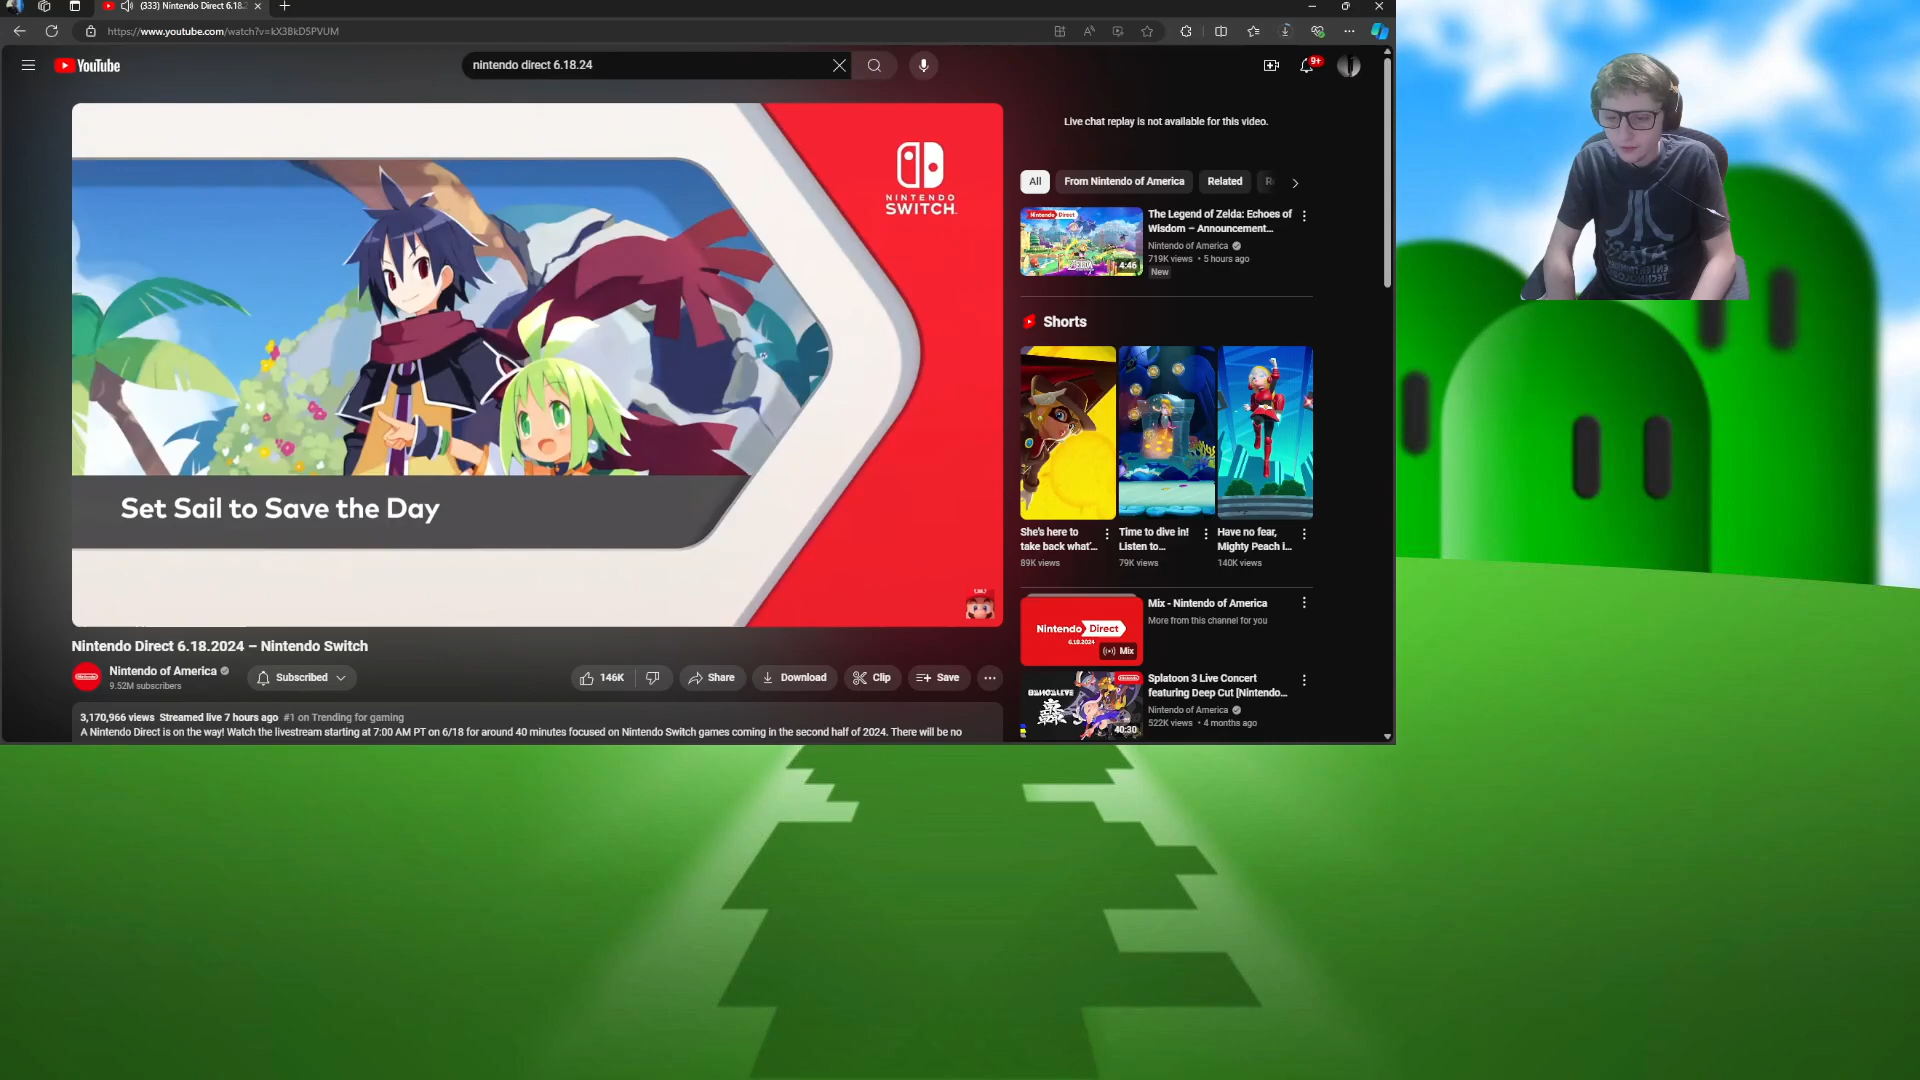 (333) Nintendo Direct 6.18.2
https://www.youtube.com/watch?v=kX3BkD5PVUM
YouTube
nintendo direct 6.18.24
9+
NINTENDO
SWITCH
Set Sail to Save the Day
Nintendo Direct 6.18.2024 – Nintendo Switch
Nintendo of America
9.52M subscribers
Subscribed
146K
Share
Download
Clip
Save
3,170,966 views Streamed live 7 hours ago #1 on Trending for gaming
A Nintendo Direct is on the way! Watch the livestream starting at 7:00 AM PT on 6/18 for around 40 minutes focused on Nintendo Switch games coming in the second half of 2024. There will be no
Live chat replay is not available for this video.
All
From Nintendo of America
Related
Nintendo Direct
ZELDA
4:46
The Legend of Zelda: Echoes of
Wisdom – Announcement...
Nintendo of America
719K views • 5 hours ago
New
Shorts
She's here to
take back what'...
89K views
Time to dive in!
Listen to...
79K views
Have no fear,
Mighty Peach i...
140K views
Nintendo Direct
6.18.2024
Mix
Mix - Nintendo of America
More from this channel for you
40:30
Splatoon 3 Live Concert
featuring Deep Cut [Nintendo...
Nintendo of America
522K views • 4 months ago